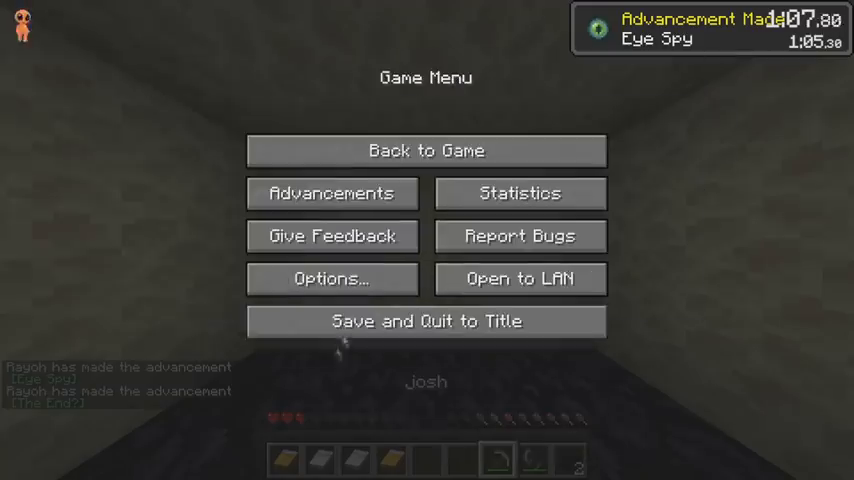 Advancement Made
1:07.80
Eye Spy
1:05.30
Game Menu
Back to Game
Advancements
Statistics
Give Feedback
Report Bugs
Options...
Open to LAN
Save and Quit to Title
Rayoh has made the advancement
[Eye Spy]
Rayoh has made the advancement
[The End?]
josh
2